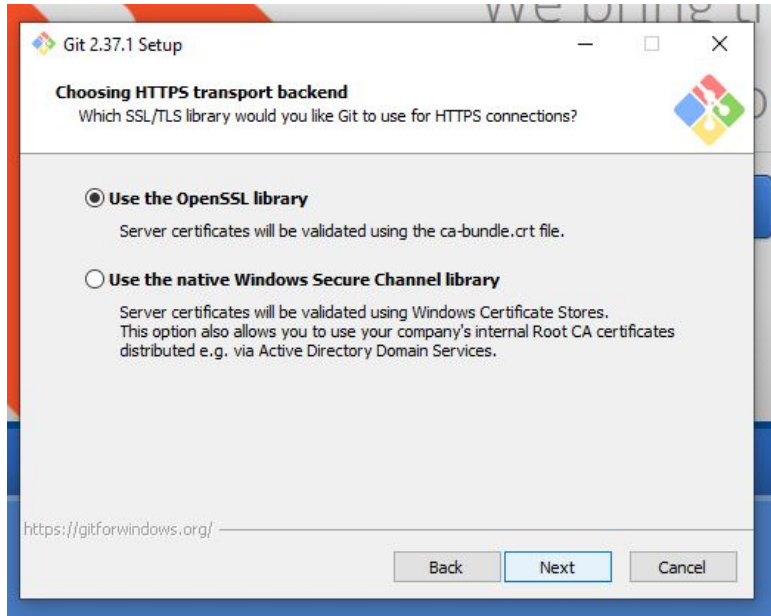 We bring t
Git 2.37.1 Setup
Choosing HTTPS transport backend
Which SSL/TLS library would you like Git to use for HTTPS connections?
Use the OpenSSL library
Server certificates will be validated using the ca-bundle.crt file.
Use the native Windows Secure Channel library
Server certificates will be validated using Windows Certificate Stores.
This option also allows you to use your company's internal Root CA certificates
distributed e.g. via Active Directory Domain Services.
https://gitforwindows.org/
Back Next Cancel